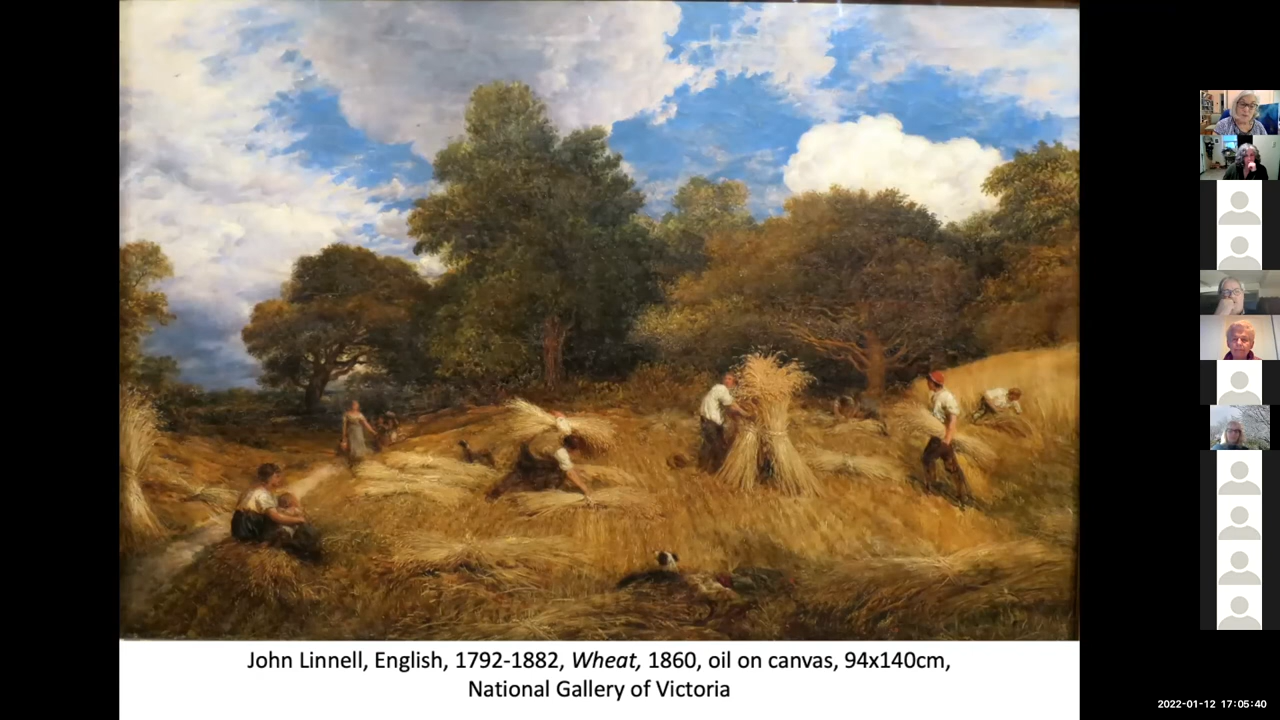 John Linnell, English, 1792-1882, Wheat, 1860, oil on canvas, 94x140cm,
National Gallery of Victoria
2022-01-12 17:05:40